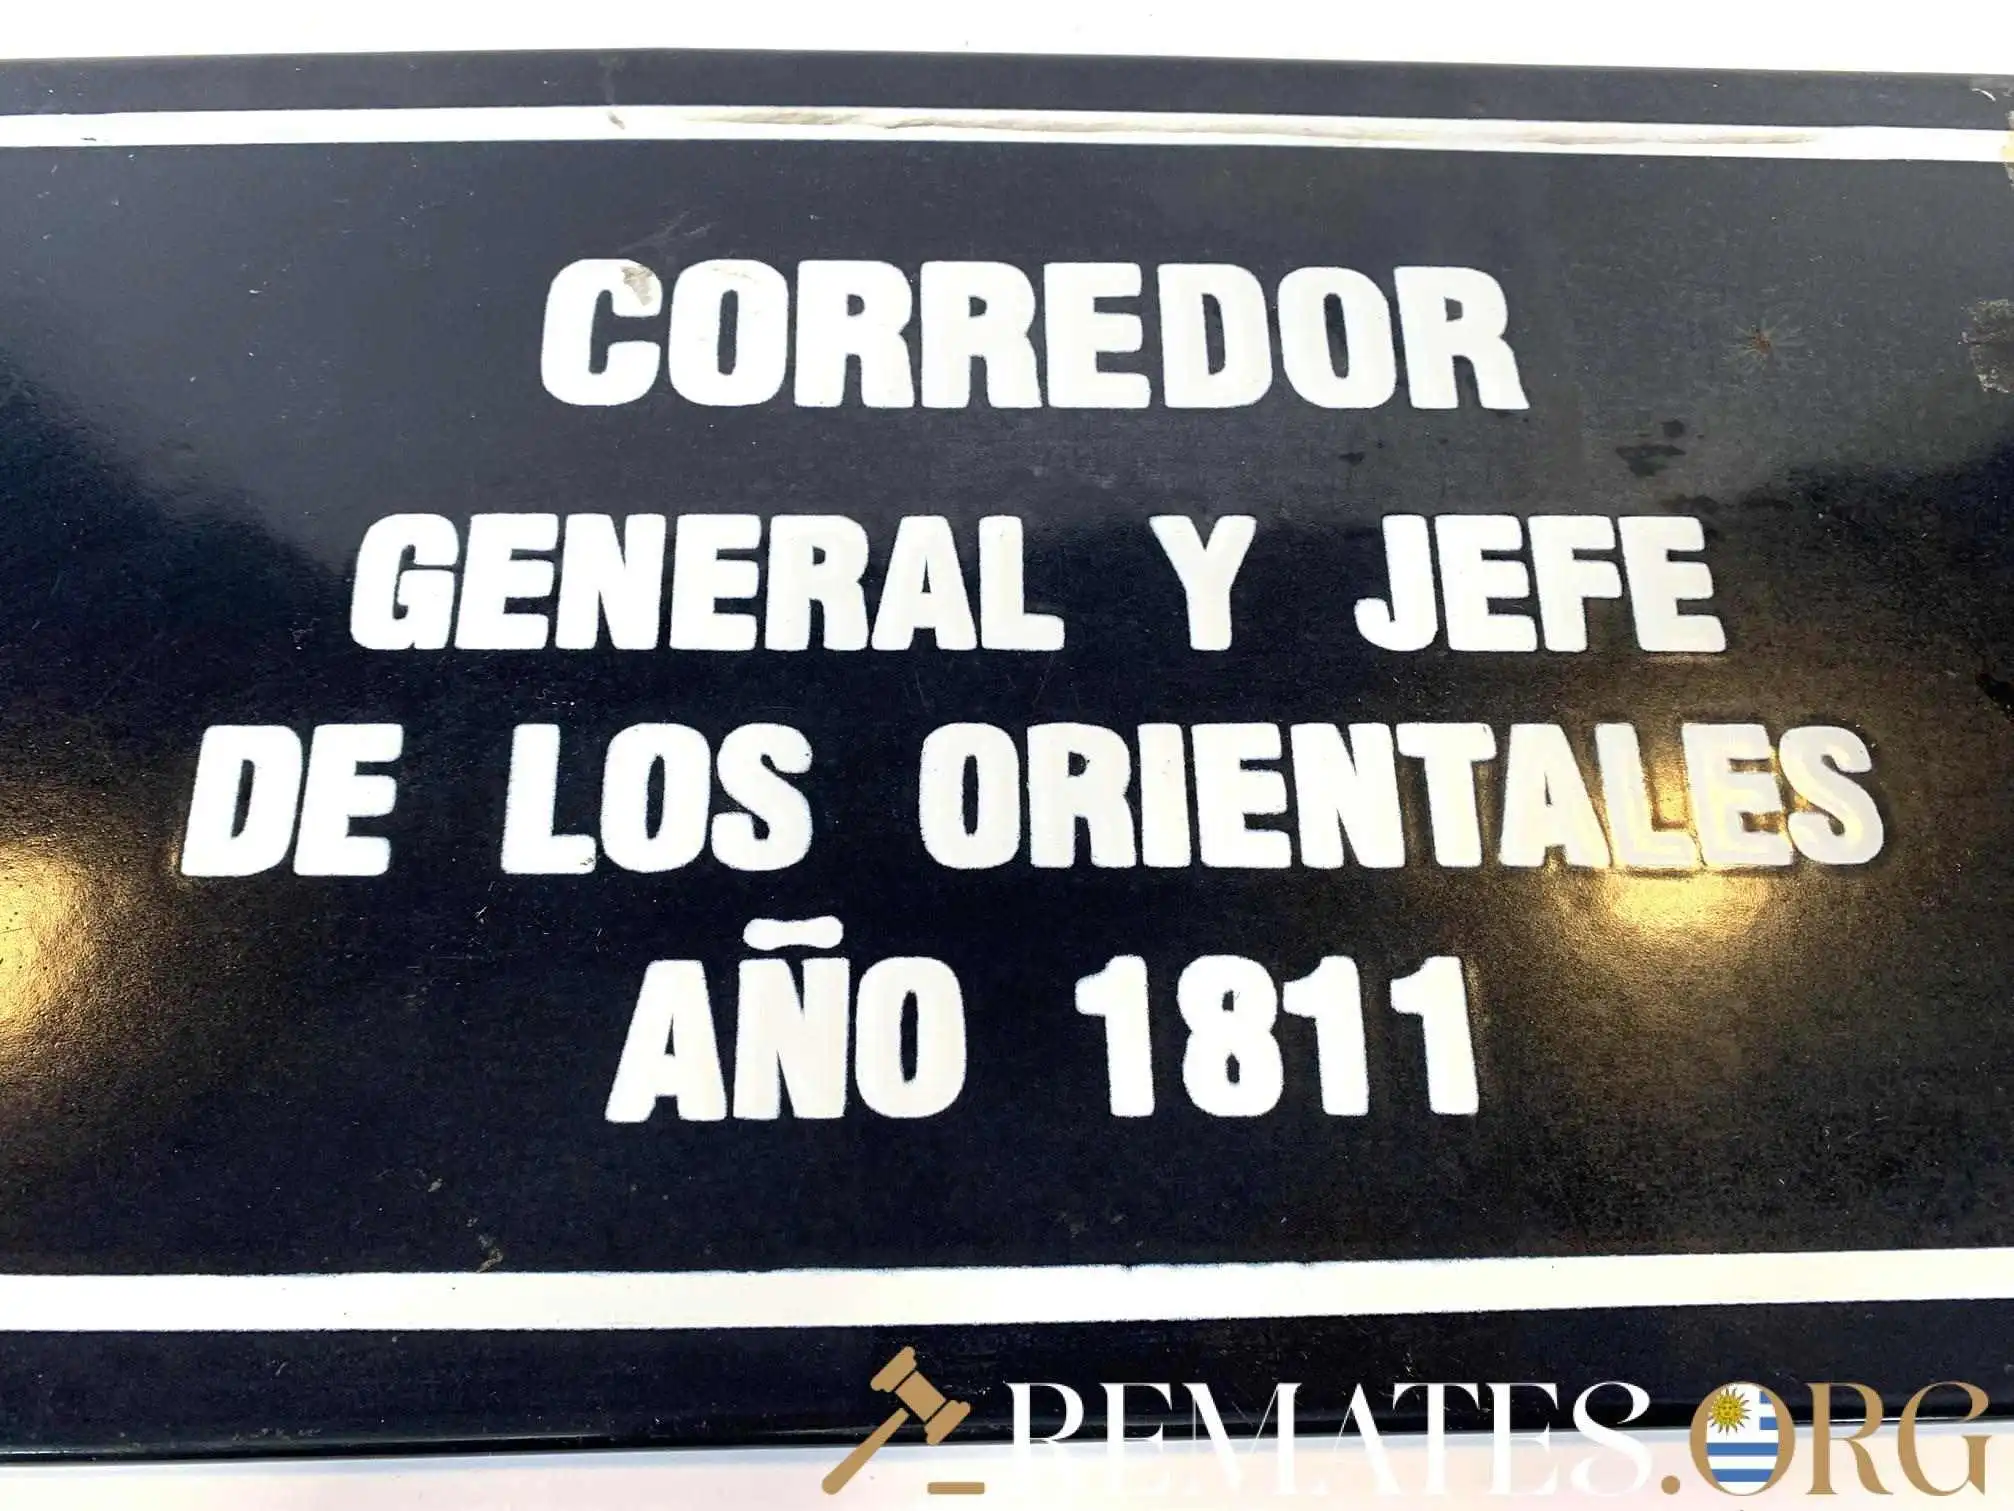 CORREDOR
GENERAL Y JEFE
DE LOS ORIENTALES
AÑO 1811
REMATES.ORG